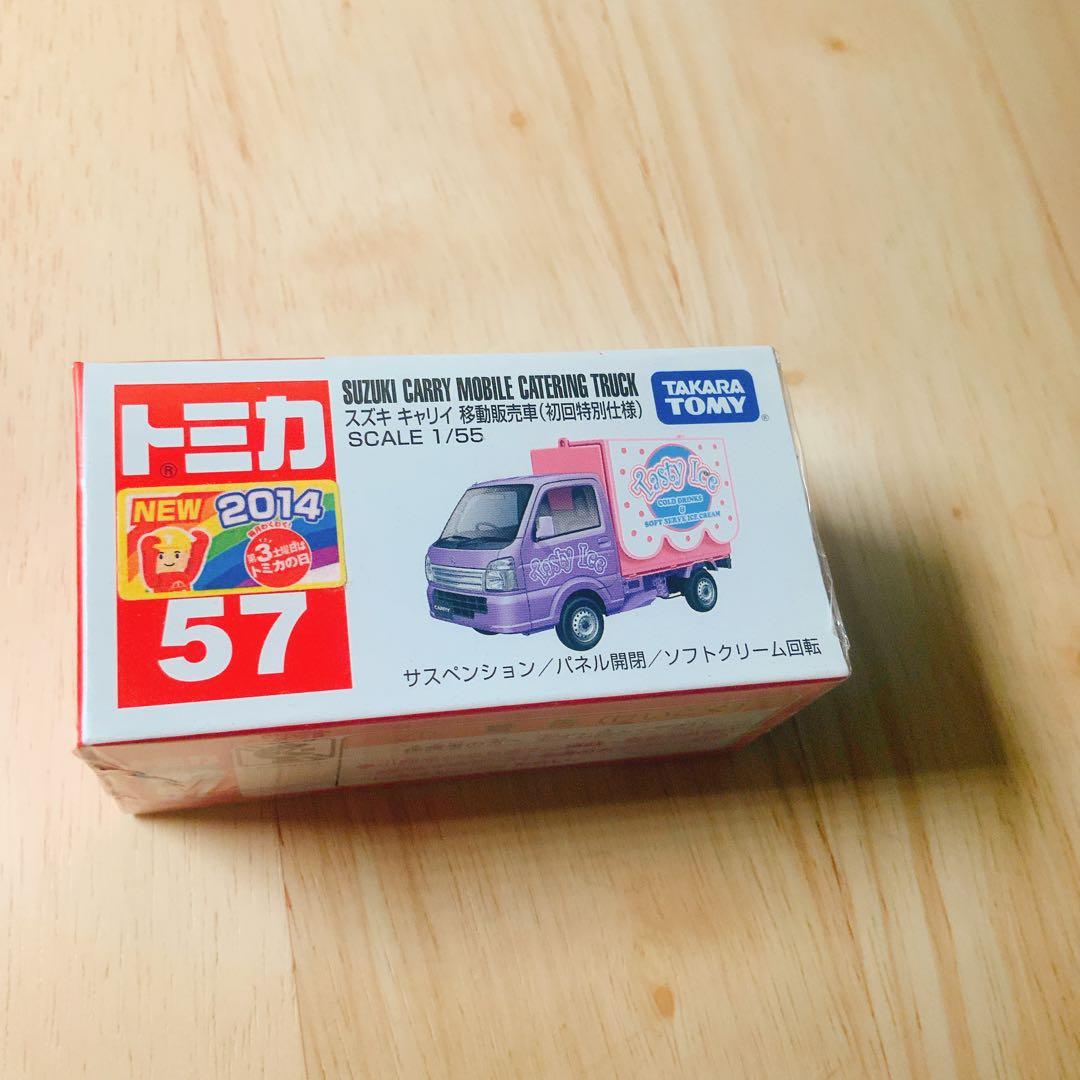 SUZUKI CARRY MOBILE CATERING TRUCK
スズキ キャリイ 移動販売車(初回特別仕様)
SCALE 1/55
TAKARA
TOMY
®
トミカ
®
NEW 2014
第3土曜日は
トミカの日
57
Tasty Ice
COLD DRINKS
&
SOFT SERVE ICE CREAM
Tasty Ice
CARRY
サスペンション/パネル開閉/ソフトクリーム回転